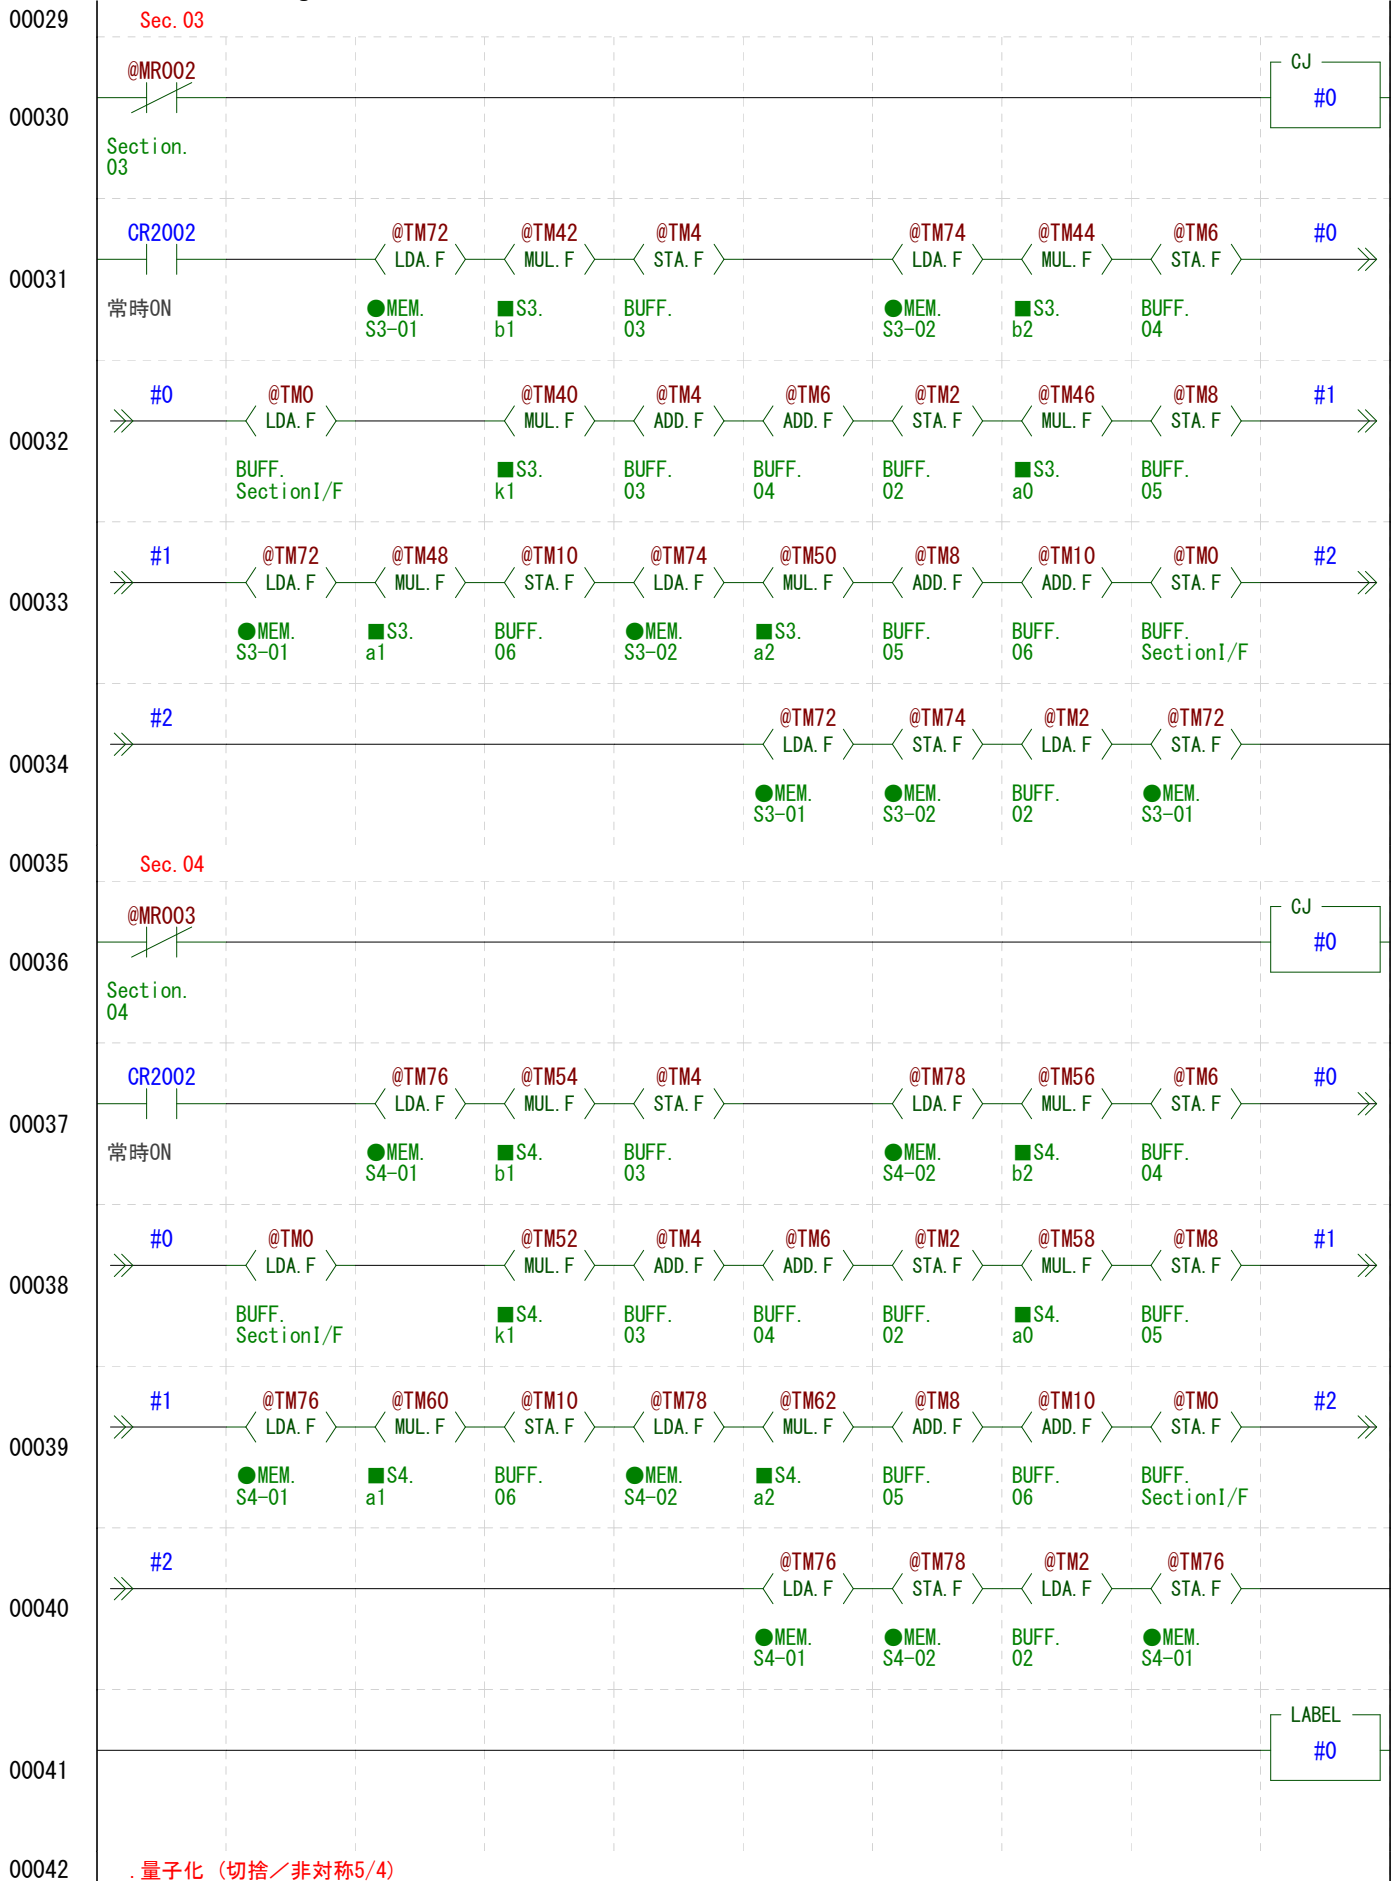 00029 Sec.03
@MR002 CJ
#0
00030
Section.
03
CR2002 @TM72 @TM42 @TM4 @TM74 @TM44 @TM6 #0
LDA.F MUL.F STA.F LDA.F MUL.F STA.F
00031
常時ON ●MEM. ■S3. BUFF. ●MEM. ■S3. BUFF.
S3-01 b1 03 S3-02 b2 04
#0 @TM0 @TM40 @TM4 @TM6 @TM2 @TM46 @TM8 #1
LDA.F MUL.F ADD.F ADD.F STA.F MUL.F STA.F
00032
BUFF. ■S3. BUFF. BUFF. BUFF. ■S3. BUFF.
SectionI/F k1 03 04 02 a0 05
#1 @TM72 @TM48 @TM10 @TM74 @TM50 @TM8 @TM10 @TM0 #2
LDA.F MUL.F STA.F LDA.F MUL.F ADD.F ADD.F STA.F
00033
●MEM. ■S3. BUFF. ●MEM. ■S3. BUFF. BUFF. BUFF.
S3-01 a1 06 S3-02 a2 05 06 SectionI/F
#2 @TM72 @TM74 @TM2 @TM72
LDA.F STA.F LDA.F STA.F
00034
●MEM. ●MEM. BUFF. ●MEM.
S3-01 S3-02 02 S3-01
00035 Sec.04
@MR003 CJ
#0
00036
Section.
04
CR2002 @TM76 @TM54 @TM4 @TM78 @TM56 @TM6 #0
LDA.F MUL.F STA.F LDA.F MUL.F STA.F
00037
常時ON ●MEM. ■S4. BUFF. ●MEM. ■S4. BUFF.
S4-01 b1 03 S4-02 b2 04
#0 @TM0 @TM52 @TM4 @TM6 @TM2 @TM58 @TM8 #1
LDA.F MUL.F ADD.F ADD.F STA.F MUL.F STA.F
00038
BUFF. ■S4. BUFF. BUFF. BUFF. ■S4. BUFF.
SectionI/F k1 03 04 02 a0 05
#1 @TM76 @TM60 @TM10 @TM78 @TM62 @TM8 @TM10 @TM0 #2
LDA.F MUL.F STA.F LDA.F MUL.F ADD.F ADD.F STA.F
00039
●MEM. ■S4. BUFF. ●MEM. ■S4. BUFF. BUFF. BUFF.
S4-01 a1 06 S4-02 a2 05 06 SectionI/F
#2 @TM76 @TM78 @TM2 @TM76
LDA.F STA.F LDA.F STA.F
00040
●MEM. ●MEM. BUFF. ●MEM.
S4-01 S4-02 02 S4-01
LABEL
#0
00041
00042 .量子化 (切捨／非対称5/4)